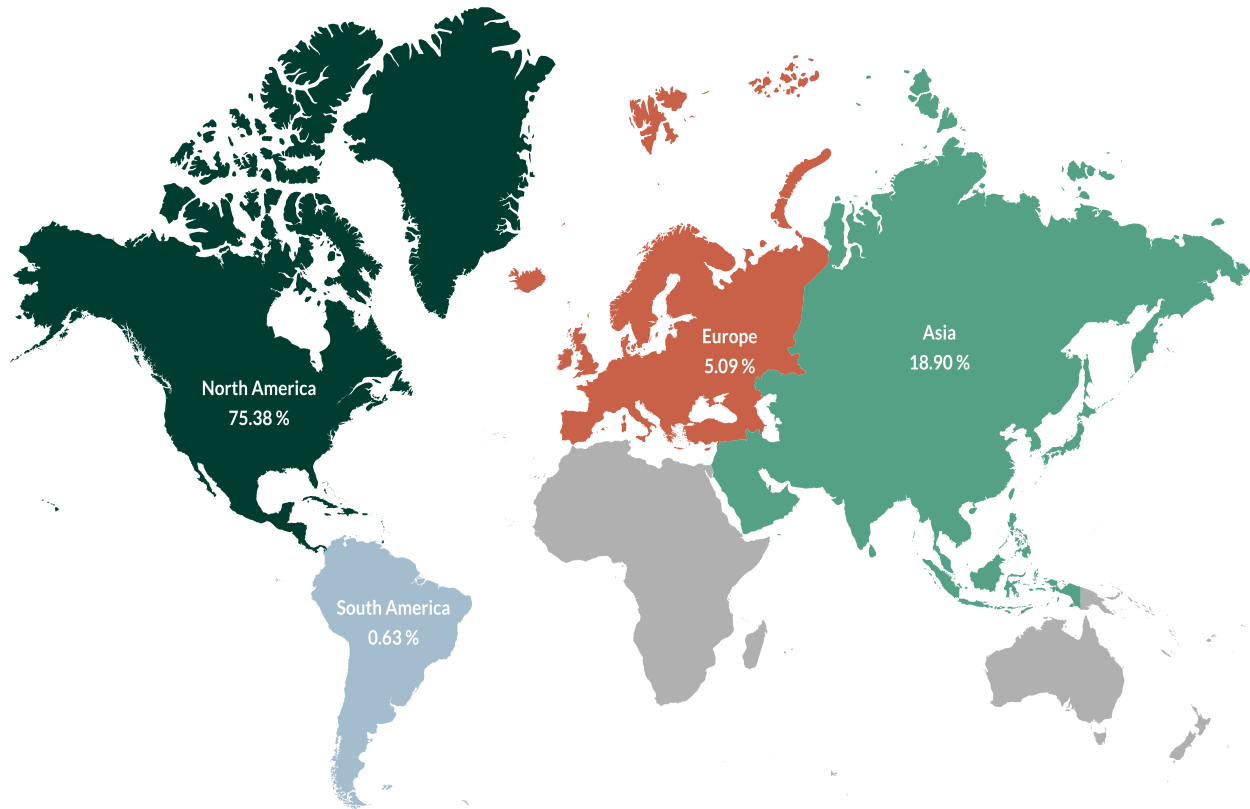 North America
75.38 %
Europe
5.09 %
Asia
18.90 %
South America
0.63 %